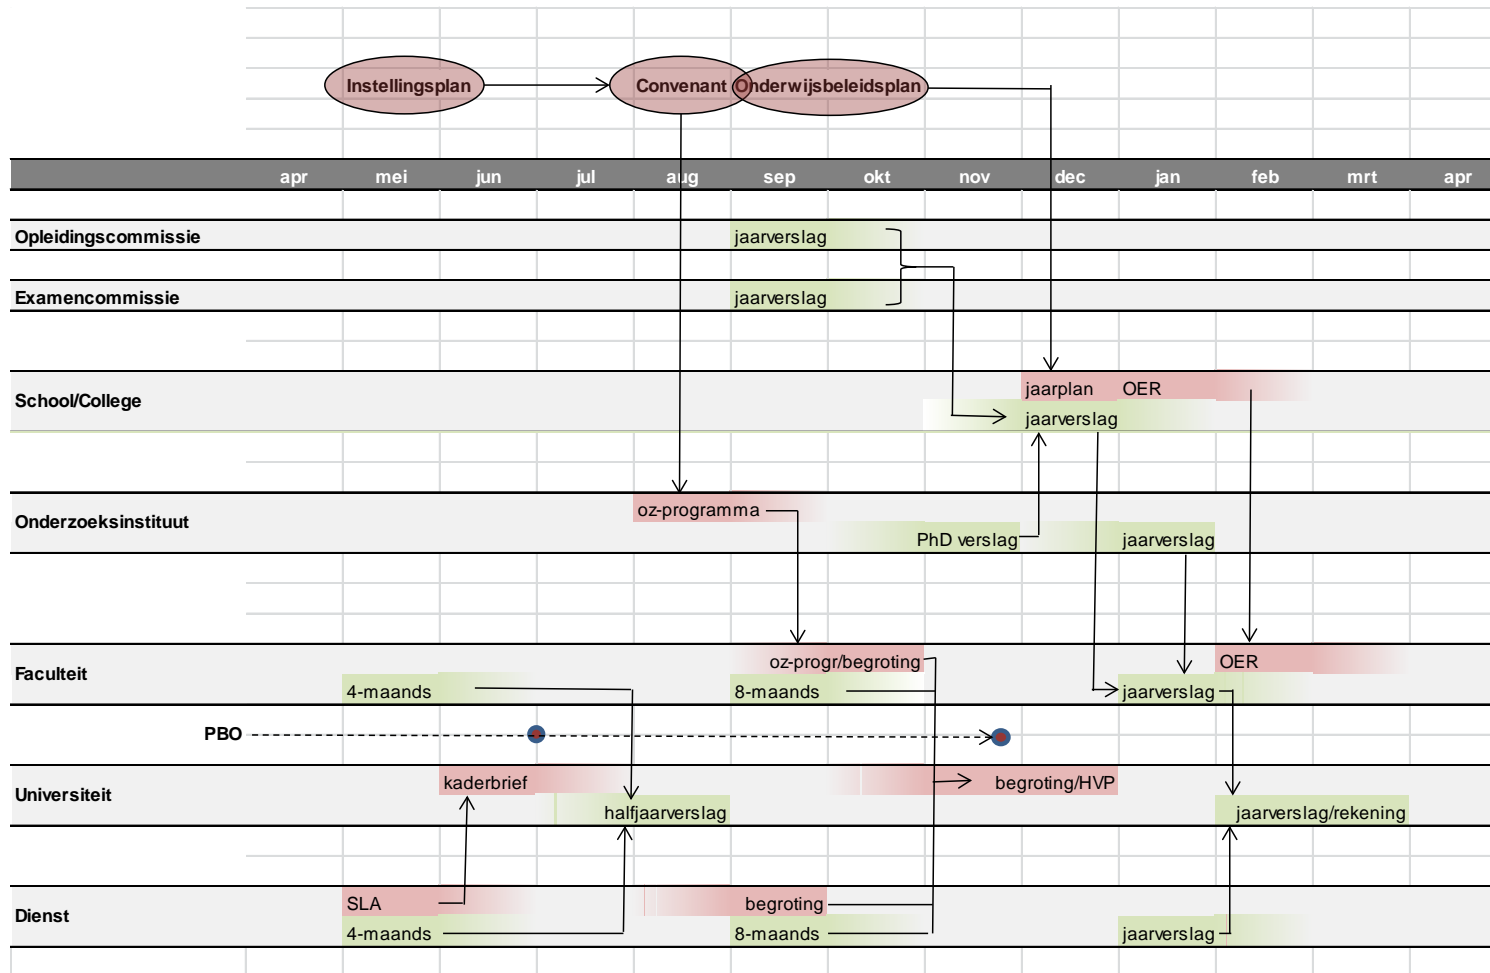 Instellingsplan Convenant Onderwijsbeleidsplan
apr mei jun jul aug sep okt nov dec jan feb mrt apr
Opleidingscommissie jaarverslag
Examencommissie jaarverslag
jaarplan OER
School/College
jaarverslag
oz-programma
Onderzoeksinstituut
PhD verslag jaarverslag
oz-progr/begroting OER
Faculteit
4-maands 8-maands jaarverslag
PBO
kaderbrief begroting/HVP
Universiteit
halfjaarverslag jaarverslag/rekening
SLA begroting
Dienst
4-maands 8-maands jaarverslag